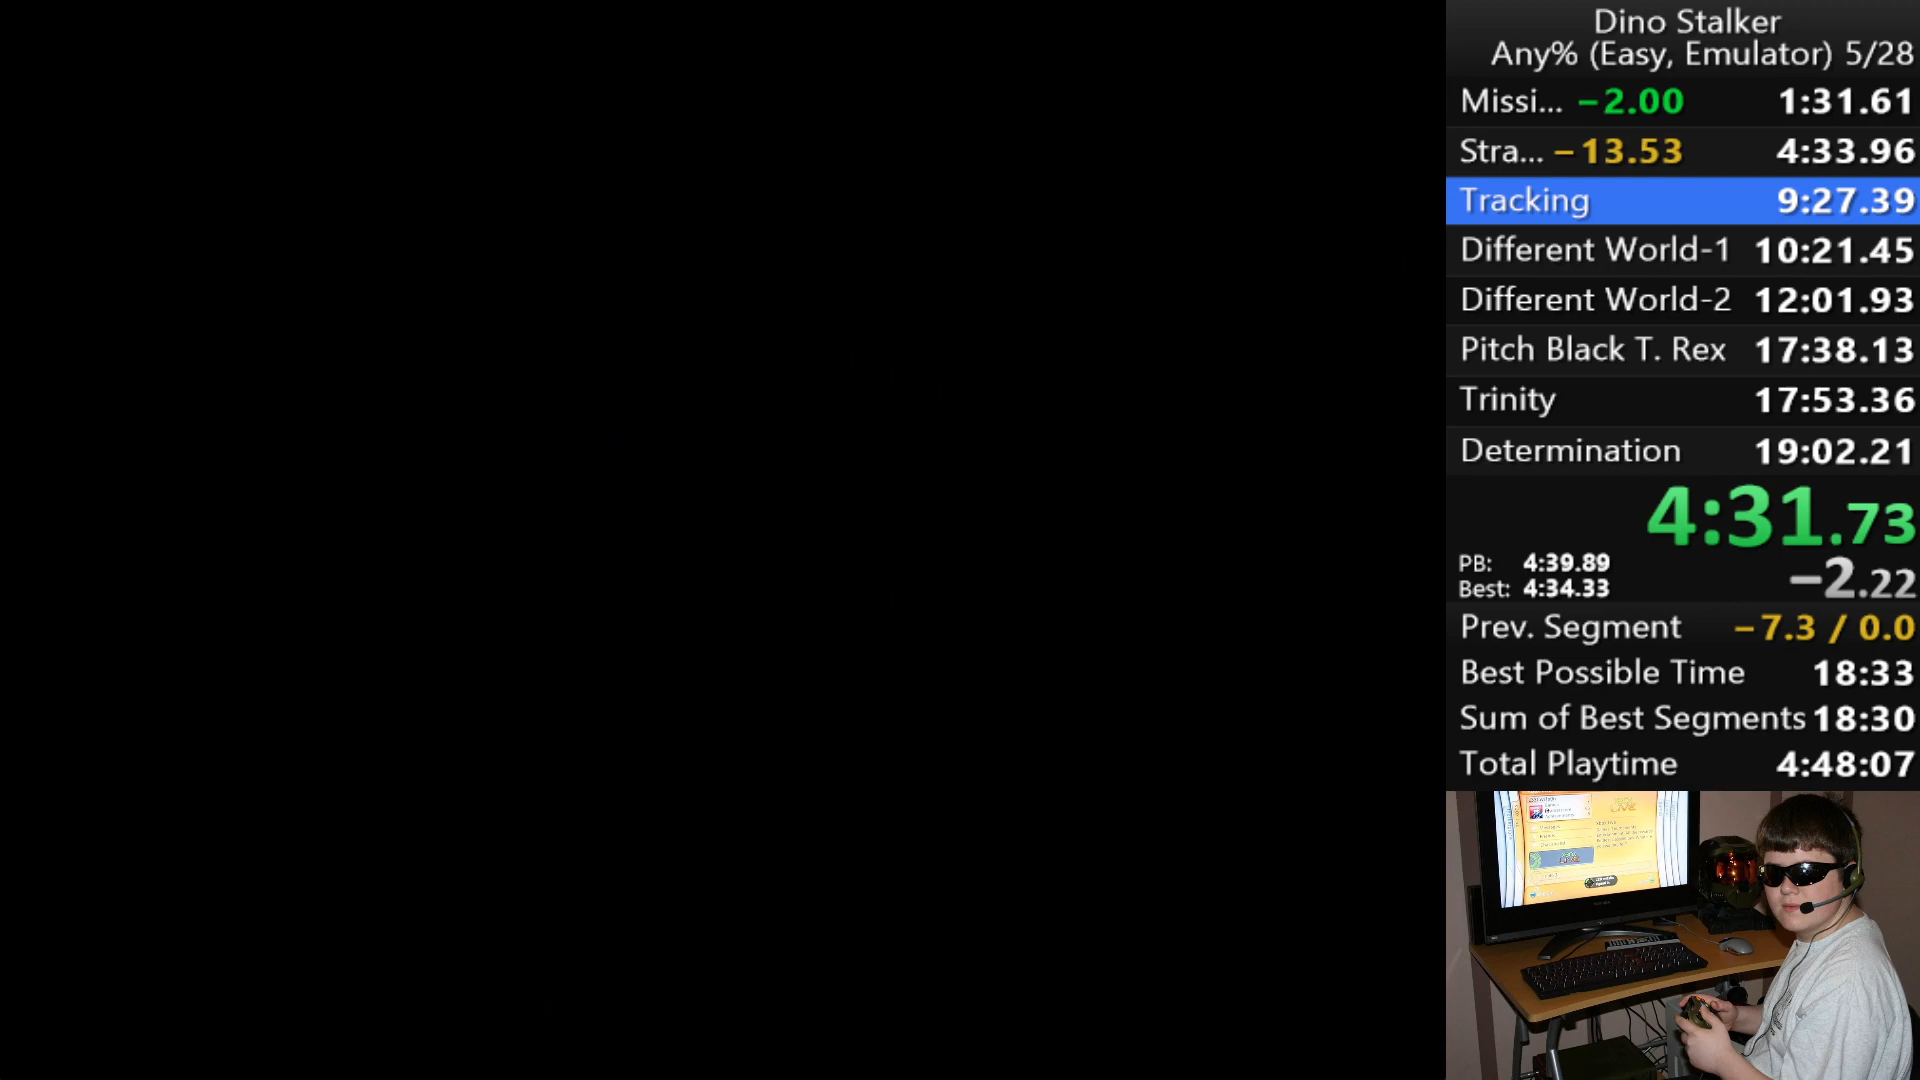 Dino Stalker
Any% (Easy, Emulator) 5/28
Missi... −2.00 1:31.61
Stra... −13.53 4:33.96
Tracking 9:27.39
Different World-1 10:21.45
Different World-2 12:01.93
Pitch Black T. Rex 17:38.13
Trinity 17:53.36
Determination 19:02.21
4:31.73
PB: 4:39.89
Best: 4:34.33
−2.22
Prev. Segment −7.3 / 0.0
Best Possible Time 18:33
Sum of Best Segments 18:30
Total Playtime 4:48:07